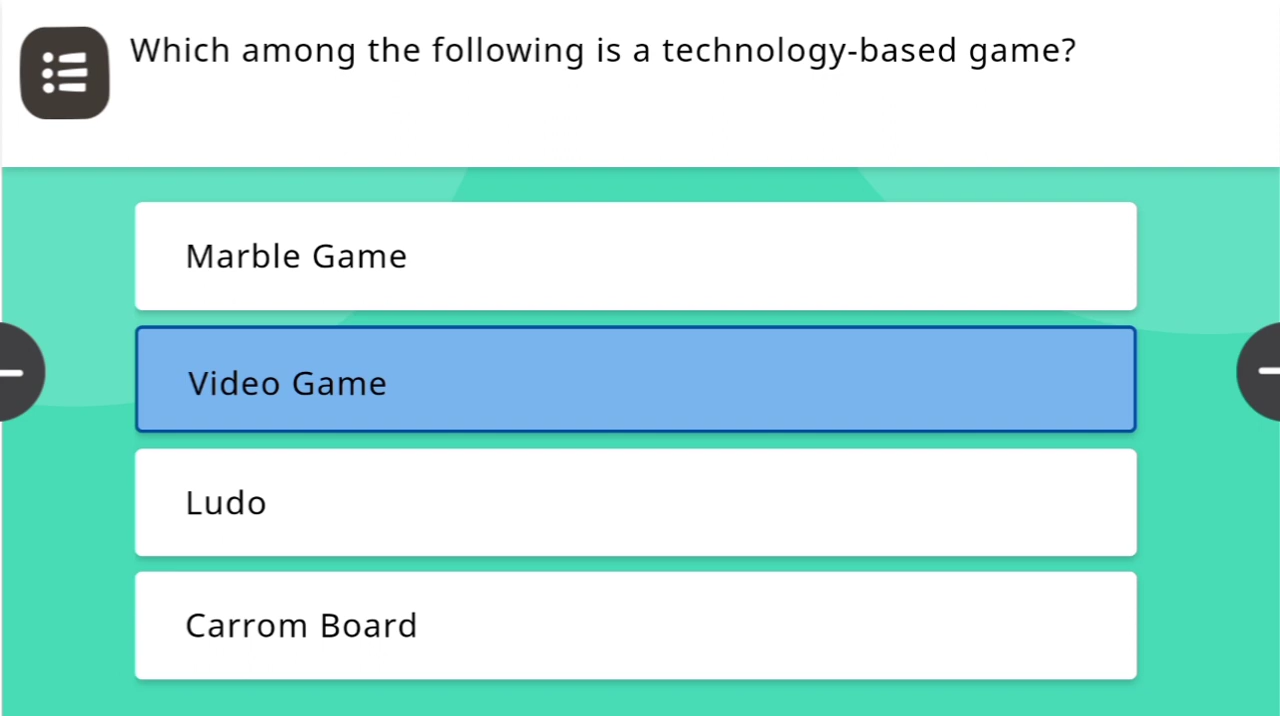 Which among the following is a technology-based game?
Marble Game
Video Game
Ludo
Carrom Board